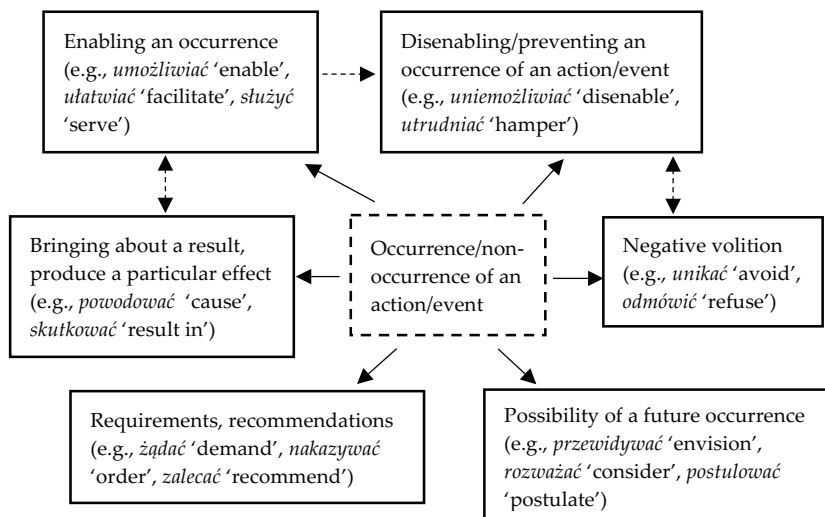 Enabling an occurrence
(e.g., umożliwiać ‘enable’,
ułatwiać ‘facilitate’, służyć
‘serve’)
Disenabling/preventing an
occurrence of an action/event
(e.g., uniemożliwiać ‘disenable’,
utrudniać ‘hamper’)
Bringing about a result,
produce a particular effect
(e.g., powodować ‘cause’,
skutkować ‘result in’)
Occurrence/non-
occurrence of an
action/event
Negative volition
(e.g., unikać ‘avoid’,
odmówić ‘refuse’)
Requirements, recommendations
(e.g., żądać ‘demand’, nakazywać
‘order’, zalecać ‘recommend’)
Possibility of a future occurrence
(e.g., przewidywać ‘envision’,
rozważać ‘consider’, postulować
‘postulate’)